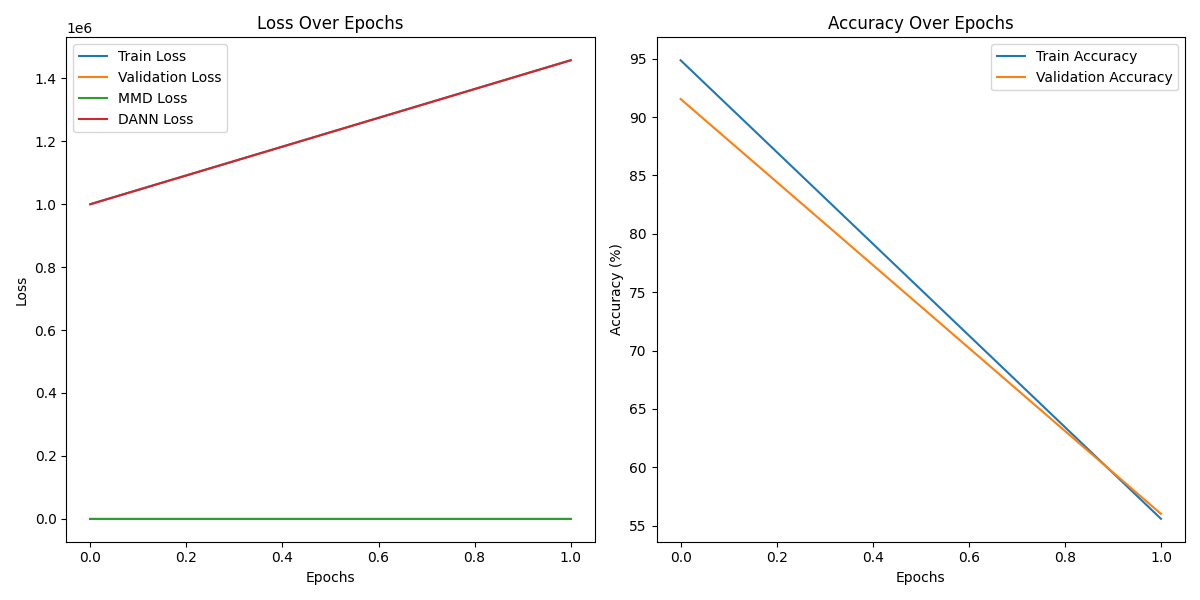 Loss Over Epochs
1e6
Train Loss
Validation Loss
MMD Loss
DANN Loss
1.4
1.2
1.0
0.8
0.6
0.4
0.2
0.0
Loss
0.0 0.2 0.4 0.6 0.8 1.0
Epochs
Accuracy Over Epochs
Train Accuracy
Validation Accuracy
95
90
85
80
75
70
65
60
55
Accuracy (%)
0.0 0.2 0.4 0.6 0.8 1.0
Epochs